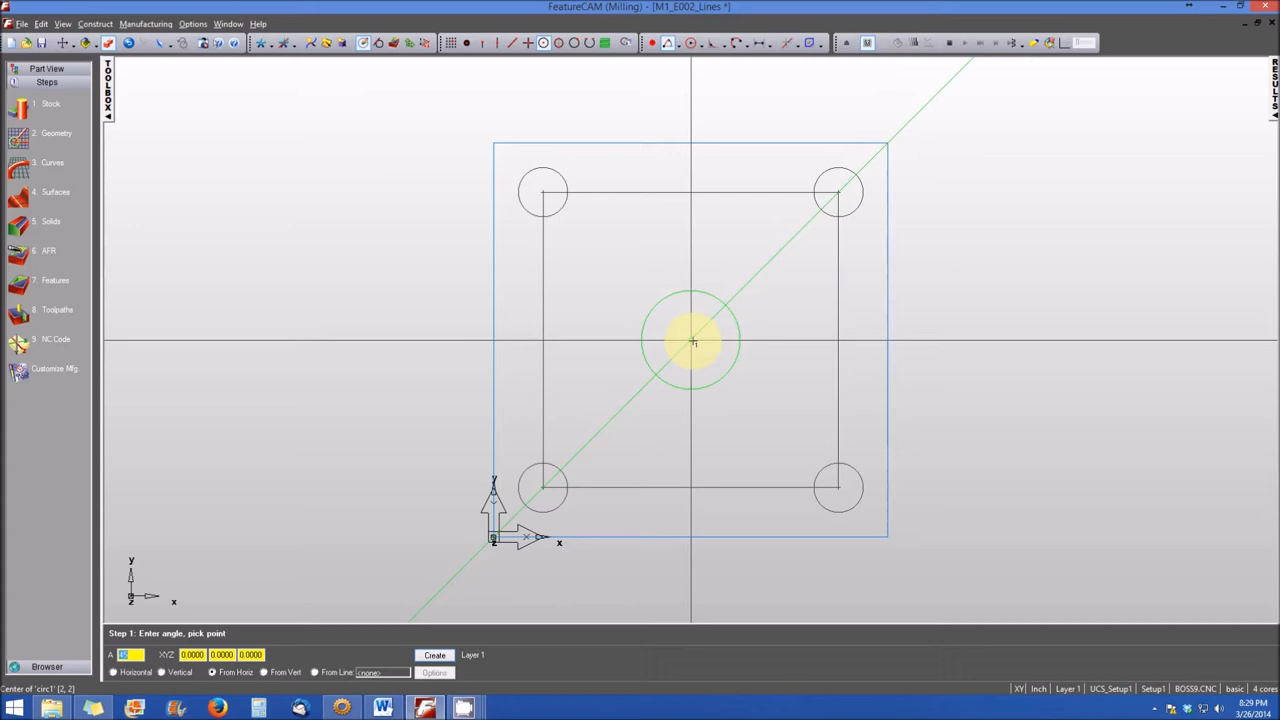 FeatureCAM (Milling) - [M1_E002_Lines *]
File Edit View Construct Manufacturing Options Window Help
Part View
Steps
1. Stock
2. Geometry
3. Curves
4. Surfaces
5. Solids
6. AFR
7. Features
8. Toolpaths
9. NC Code
Customize Mfg.
Browser
TOOLBOX
RESULTS
1
y
z
x
y
z
x
Step 1: Enter angle, pick point
A 45 XYZ 0.0000 0.0000 0.0000 Create Layer 1
Horizontal Vertical From Horiz From Vert From Line: <none> Options
Center of 'circ1' [2, 2]
XY Inch Layer 1 UCS_Setup1 Setup1 BOSS9.CNC basic 4 cores
8:29 PM
3/26/2014